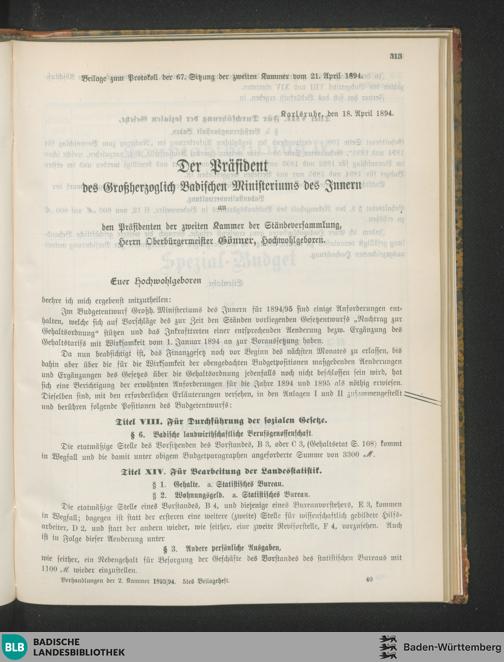 313
Beilage zum Protokoll der 67. Sitzung der zweiten Kammer vom 21. April 1894.
Karlsruhe, den 18. April 1894.
Der Präsident
des Großherzoglich Badischen Ministeriums des Innern
an
den Präsidenten der zweiten Kammer der Ständeversammlung,
Herrn Oberbürgermeister Gönner, Hochwohlgeboren.
Euer Hochwohlgeboren
beehre ich mich ergebenst mitzutheilen:
Im Budgetentwurf Großh. Ministeriums des Innern für 1894/95 sind einige Anforderungen ent-
halten, welche sich auf Vorschläge des zur Zeit den Ständen vorliegenden Gesetzentwurfs „Nachtrag zur
Gehaltsordnung“ stützen und das Inkrafttreten einer entsprechenden Aenderung bezw. Ergänzung des
Gehaltstarifs mit Wirksamkeit vom 1. Januar 1894 an zur Voraussetzung haben.
Da nun beabsichtigt ist, das Finanzgesetz noch vor Beginn des nächsten Monates zu erlassen, bis
dahin aber über die für die Wirksamkeit der obengedachten Budgetpositionen maßgebenden Aenderungen
und Ergänzungen des Gesetzes über die Gehaltsordnung jedenfalls noch nicht beschlossen sein wird, hat
sich eine Berichtigung der erwähnten Anforderungen für die Jahre 1894 und 1895 als nöthig erwiesen.
Dieselben sind, mit den erforderlichen Erläuterungen versehen, in den Anlagen I und II zusammengestellt
und berühren folgende Positionen des Budgetentwurfs:
Titel VIII. Für Durchführung der sozialen Gesetze.
§ 6. Badische landwirthschaftliche Berufsgenossenschaft.
Die etatmäßige Stelle des Vorsitzenden des Vorstandes, B 3, oder C 3, (Gehaltsetat S. 108) kommt
in Wegfall und die damit unter obigem Budgetparagraphen angeforderte Summe von 3300 ℳ.
Titel XIV. Für Bearbeitung der Landesstatistik.
§ 1. Gehalte. a. Statistisches Bureau.
§ 2. Wohnungsgeld. a. Statistisches Bureau.
Die etatmäßige Stelle eines Vorstandes, B 4, und diejenige eines Bureauvorstehers, E 3, kommen
in Wegfall; dagegen ist statt der ersteren eine weitere (zweite) Stelle für wissenschaftlich gebildete Hilfs-
arbeiter, D 2, und statt der andern wieder, wie seither, eine zweite Revisorstelle, F 4, vorzusehen. Auch
ist in Folge dieser Aenderung unter
§ 3. Andere persönliche Ausgaben,
wie seither, ein Nebengehalt für Besorgung der Geschäfte des Vorstandes des statistischen Bureaus mit
1100 ℳ wieder einzustellen.
Verhandlungen der 2. Kammer 1893/94. 5tes Beilagenheft. 40
BLB BADISCHE
LANDESBIBLIOTHEK
Baden-Württemberg